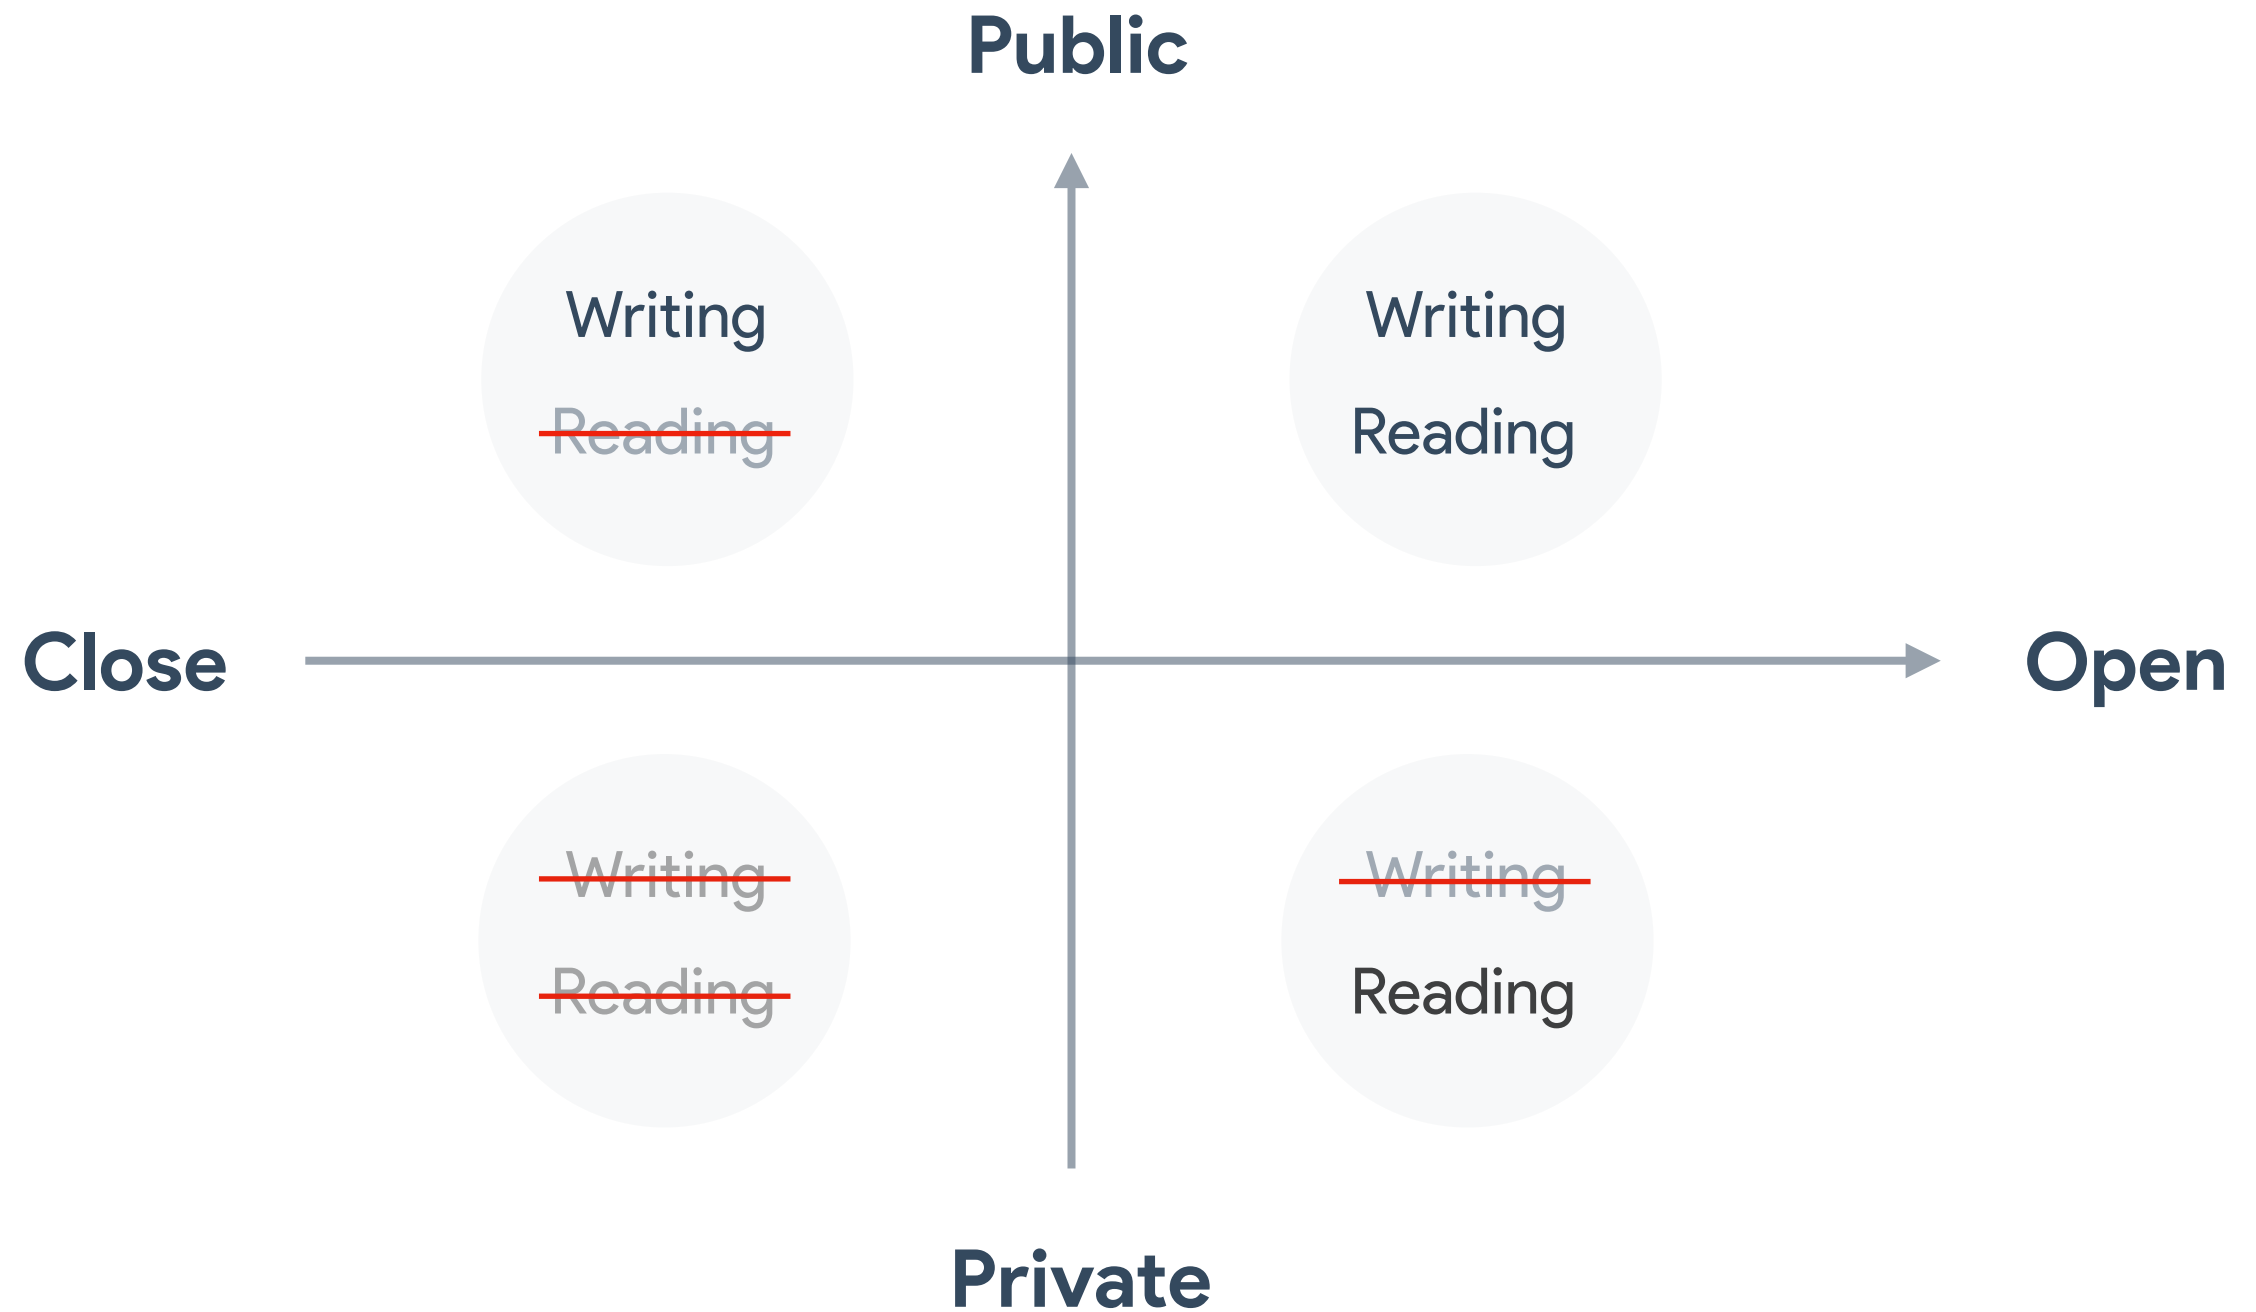 Public
Writing
Reading
Writing
Reading
Close
Open
Writing
Reading
Writing
Reading
Private